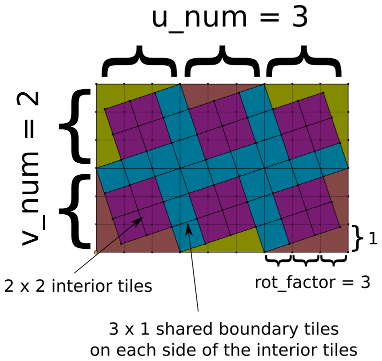 u_num = 3
v_num = 2
1
2 x 2 interior tiles
rot_factor = 3
3 x 1 shared boundary tiles
on each side of the interior tiles